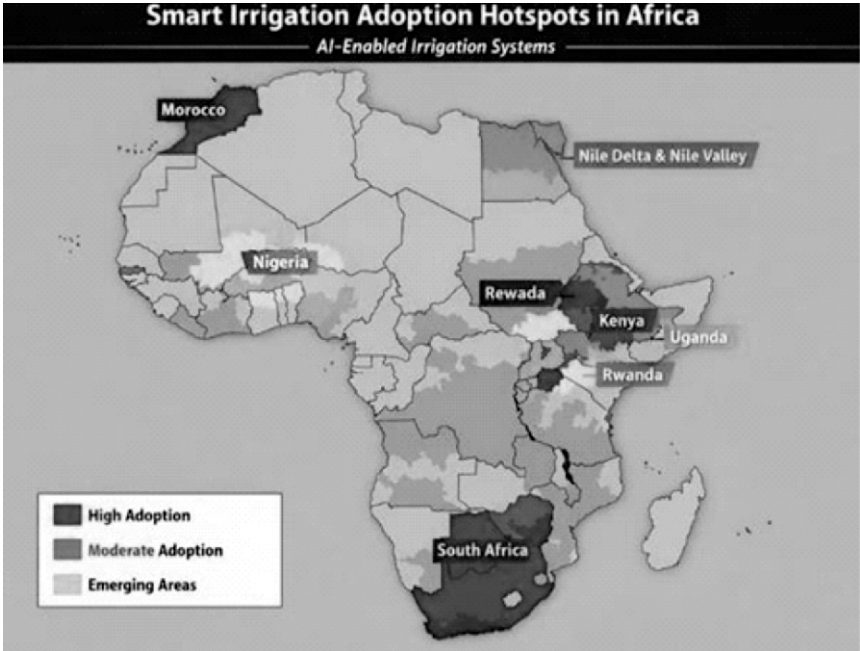 Smart Irrigation Adoption Hotspots in Africa
AI-Enabled Irrigation Systems
Morocco
Nile Delta & Nile Valley
Nigeria
Rewada
Kenya
Uganda
Rwanda
High Adoption
Moderate Adoption
Emerging Areas
South Africa